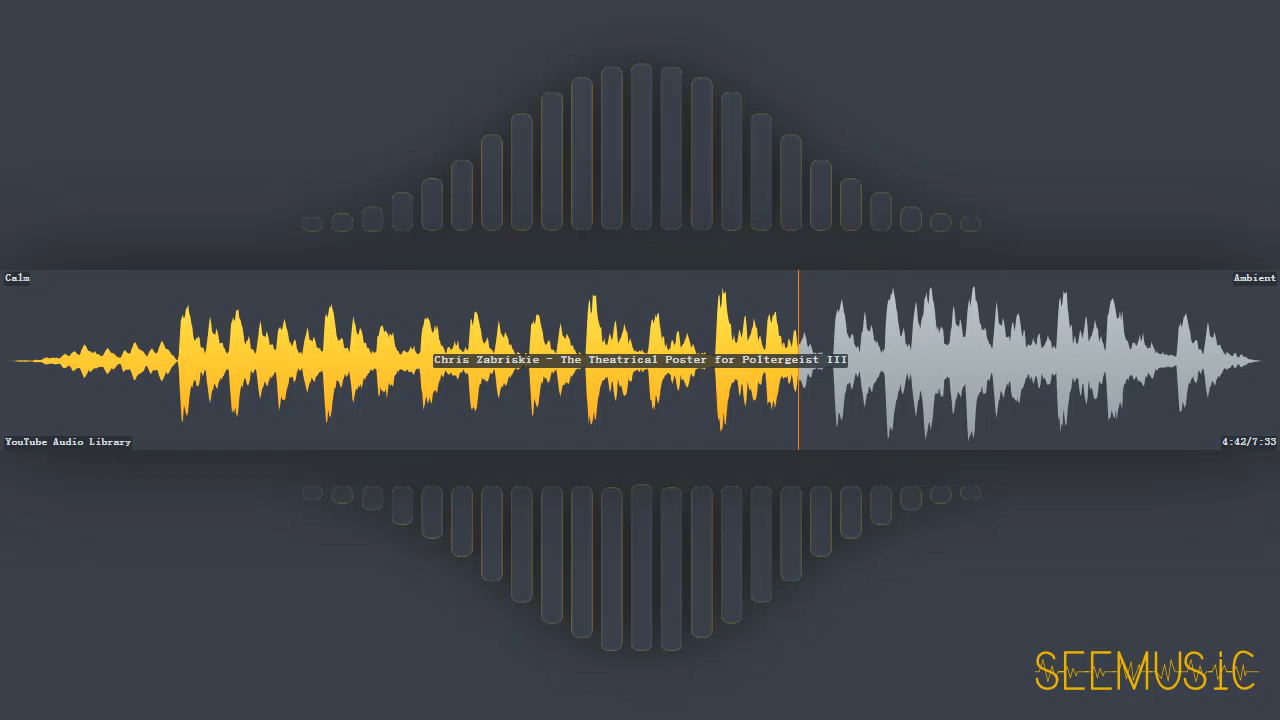 Calm
Ambient
Chris Zabriskie - The Theatrical Poster for Poltergeist III
YouTube Audio Library
4:42/7:33
SEEMUSiC